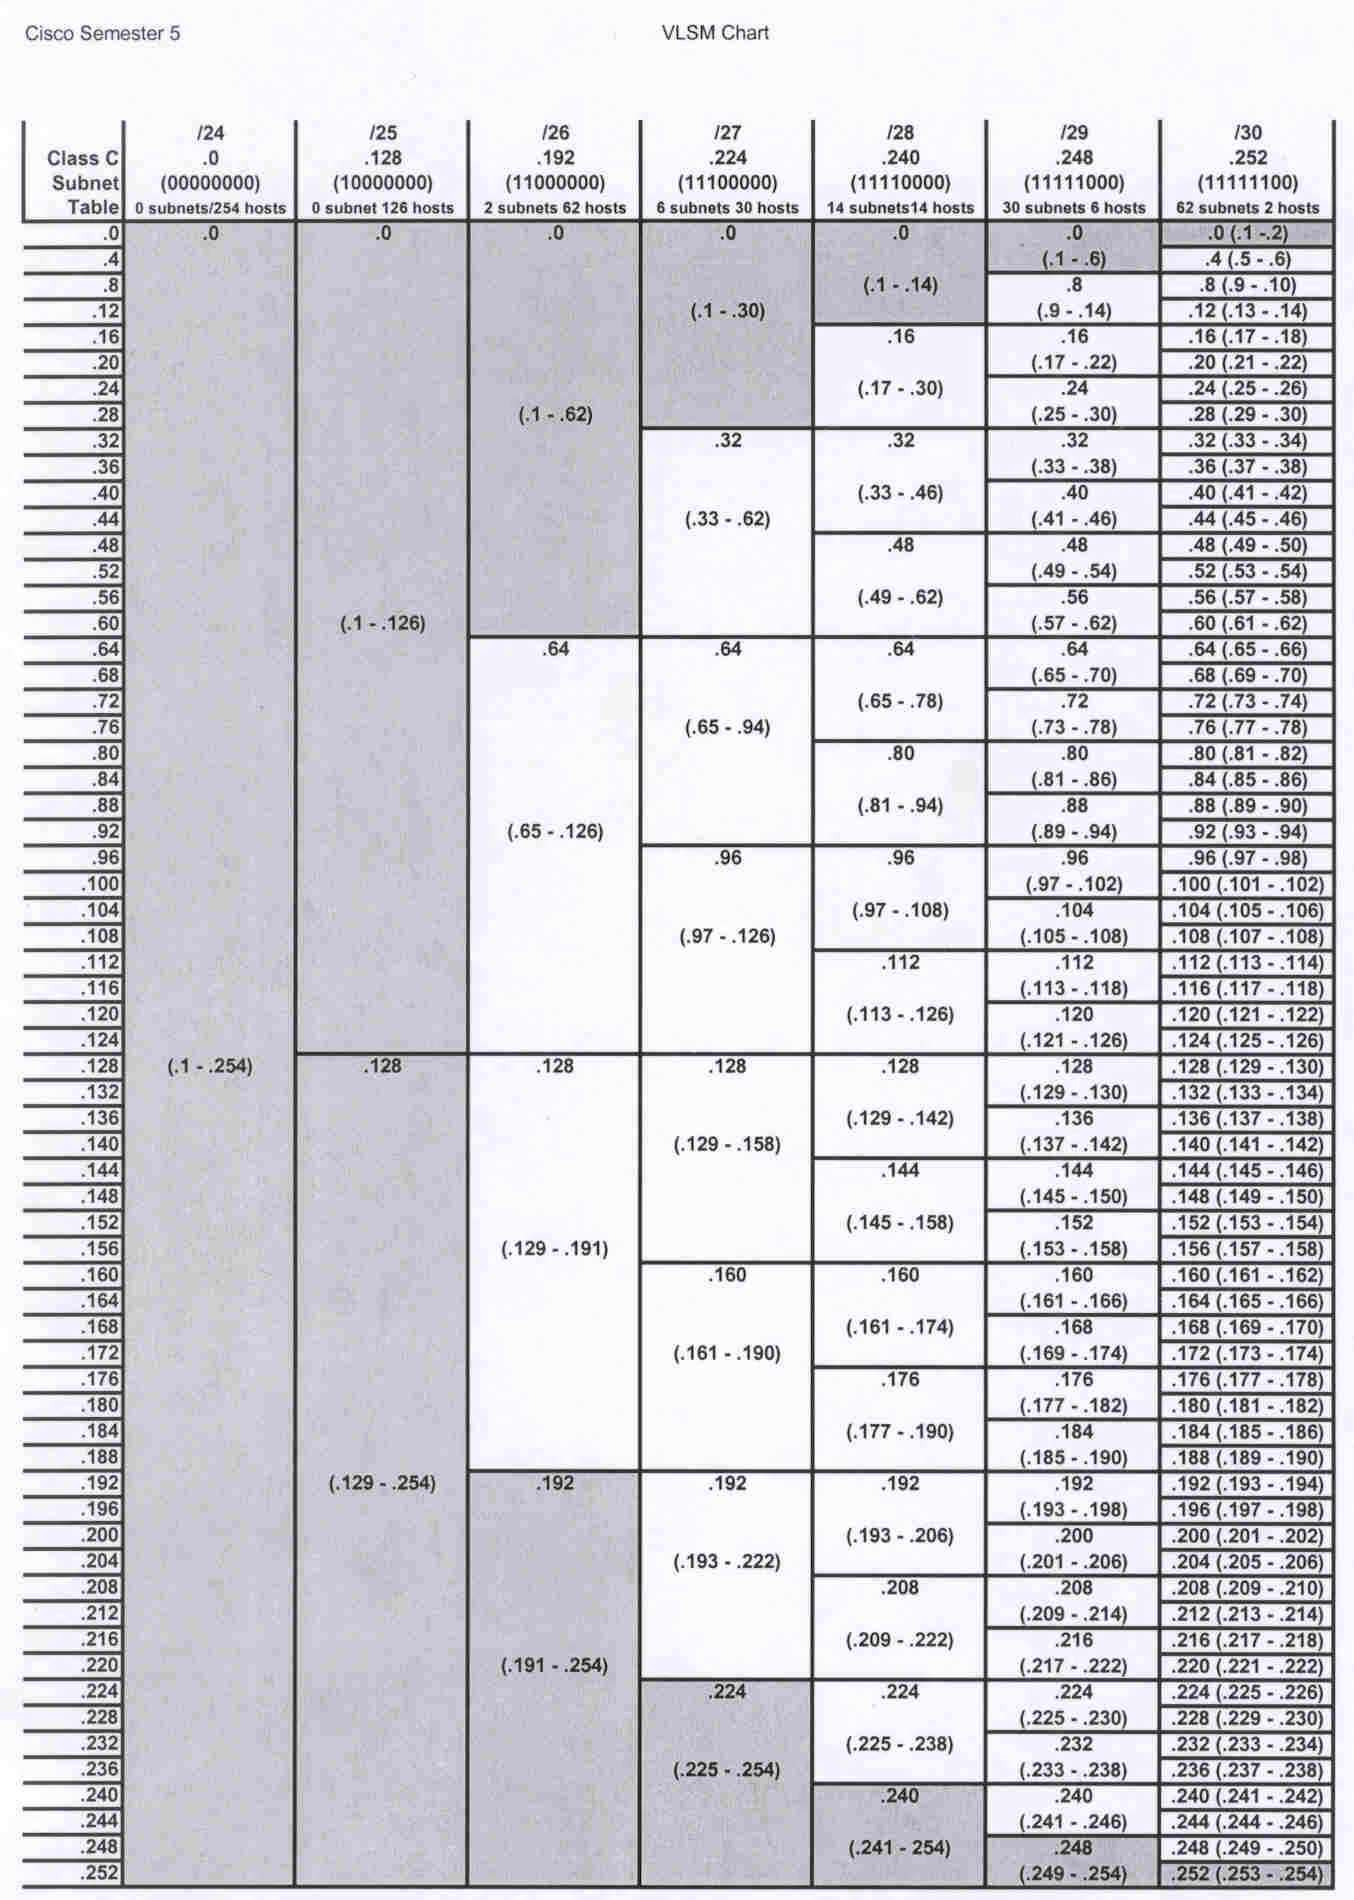 Cisco Semester 5 VLSM Chart
/24 /25 /26 /27 /28 /29 /30
Class C .0 .128 .192 .224 .240 .248 .252
Subnet (00000000) (10000000) (11000000) (11100000) (11110000) (11111000) (11111100)
Table 0 subnets/254 hosts 0 subnet 126 hosts 2 subnets 62 hosts 6 subnets 30 hosts 14 subnets14 hosts 30 subnets 6 hosts 62 subnets 2 hosts
.0 .0 .0 .0 .0 .0 .0 .0 (.1 -.2)
.4 (.1 - .6) .4 (.5 - .6)
.8 (.1 - .14) .8 .8 (.9 - .10)
.12 (.1 - .30) (.9 - .14) .12 (.13 - .14)
.16 .16 .16 .16 (.17 - .18)
.20 (.17 - .22) .20 (.21 - .22)
.24 (.17 - .30) .24 .24 (.25 - .26)
.28 (.1 - .62) (.25 - .30) .28 (.29 - .30)
.32 .32 .32 .32 .32 (.33 - .34)
.36 (.33 - .38) .36 (.37 - .38)
.40 (.33 - .46) .40 .40 (.41 - .42)
.44 (.33 - .62) (.41 - .46) .44 (.45 - .46)
.48 .48 .48 .48 (.49 - .50)
.52 (.49 - .54) .52 (.53 - .54)
.56 (.49 - .62) .56 .56 (.57 - .58)
.60 (.1 - .126) (.57 - .62) .60 (.61 - .62)
.64 .64 .64 .64 .64 .64 (.65 - .66)
.68 (.65 - .70) .68 (.69 - .70)
.72 (.65 - .78) .72 .72 (.73 - .74)
.76 (.65 - .94) (.73 - .78) .76 (.77 - .78)
.80 .80 .80 .80 (.81 - .82)
.84 (.81 - .86) .84 (.85 - .86)
.88 (.81 - .94) .88 .88 (.89 - .90)
.92 (.65 - .126) (.89 - .94) .92 (.93 - .94)
.96 .96 .96 .96 .96 (.97 - .98)
.100 (.97 - .102) .100 (.101 - .102)
.104 (.97 - .108) .104 .104 (.105 - .106)
.108 (.97 - .126) (.105 - .108) .108 (.107 - .108)
.112 .112 .112 .112 (.113 - .114)
.116 (.113 - .118) .116 (.117 - .118)
.120 (.113 - .126) .120 .120 (.121 - .122)
.124 (.121 - .126) .124 (.125 - .126)
.128 (.1 - .254) .128 .128 .128 .128 .128 .128 (.129 - .130)
.132 (.129 - .130) .132 (.133 - .134)
.136 (.129 - .142) .136 .136 (.137 - .138)
.140 (.129 - .158) (.137 - .142) .140 (.141 - .142)
.144 .144 .144 .144 (.145 - .146)
.148 (.145 - .150) .148 (.149 - .150)
.152 (.145 - .158) .152 .152 (.153 - .154)
.156 (.129 - .191) (.153 - .158) .156 (.157 - .158)
.160 .160 .160 .160 .160 (.161 - .162)
.164 (.161 - .166) .164 (.165 - .166)
.168 (.161 - .174) .168 .168 (.169 - .170)
.172 (.161 - .190) (.169 - .174) .172 (.173 - .174)
.176 .176 .176 .176 (.177 - .178)
.180 (.177 - .182) .180 (.181 - .182)
.184 (.177 - .190) .184 .184 (.185 - .186)
.188 (.185 - .190) .188 (.189 - .190)
.192 (.129 - .254) .192 .192 .192 .192 .192 (.193 - .194)
.196 (.193 - .198) .196 (.197 - .198)
.200 (.193 - .206) .200 .200 (.201 - .202)
.204 (.193 - .222) (.201 - .206) .204 (.205 - .206)
.208 .208 .208 .208 (.209 - .210)
.212 (.209 - .214) .212 (.213 - .214)
.216 (.209 - .222) .216 .216 (.217 - .218)
.220 (.191 - .254) (.217 - .222) .220 (.221 - .222)
.224 .224 .224 .224 .224 (.225 - .226)
.228 (.225 - .230) .228 (.229 - .230)
.232 (.225 - .238) .232 .232 (.233 - .234)
.236 (.225 - .254) (.233 - .238) .236 (.237 - .238)
.240 .240 .240 .240 (.241 - .242)
.244 (.241 - .246) .244 (.244 - .246)
.248 (.241 - 254) .248 .248 (.249 - .250)
.252 (.249 - .254) .252 (.253 - .254)